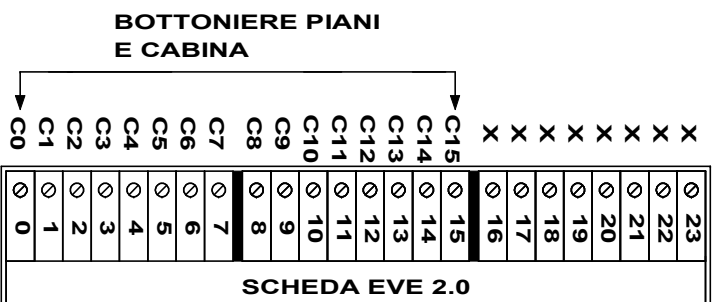 BOTTONIERE PIANI
E CABINA
C0 C1 C2 C3 C4 C5 C6 C7 C8 C9 C10 C11 C12 C13 C14 C15 X X X X X X X X
0 1 2 3 4 5 6 7 8 9 10 11 12 13 14 15 16 17 18 19 20 21 22 23
SCHEDA EVE 2.0